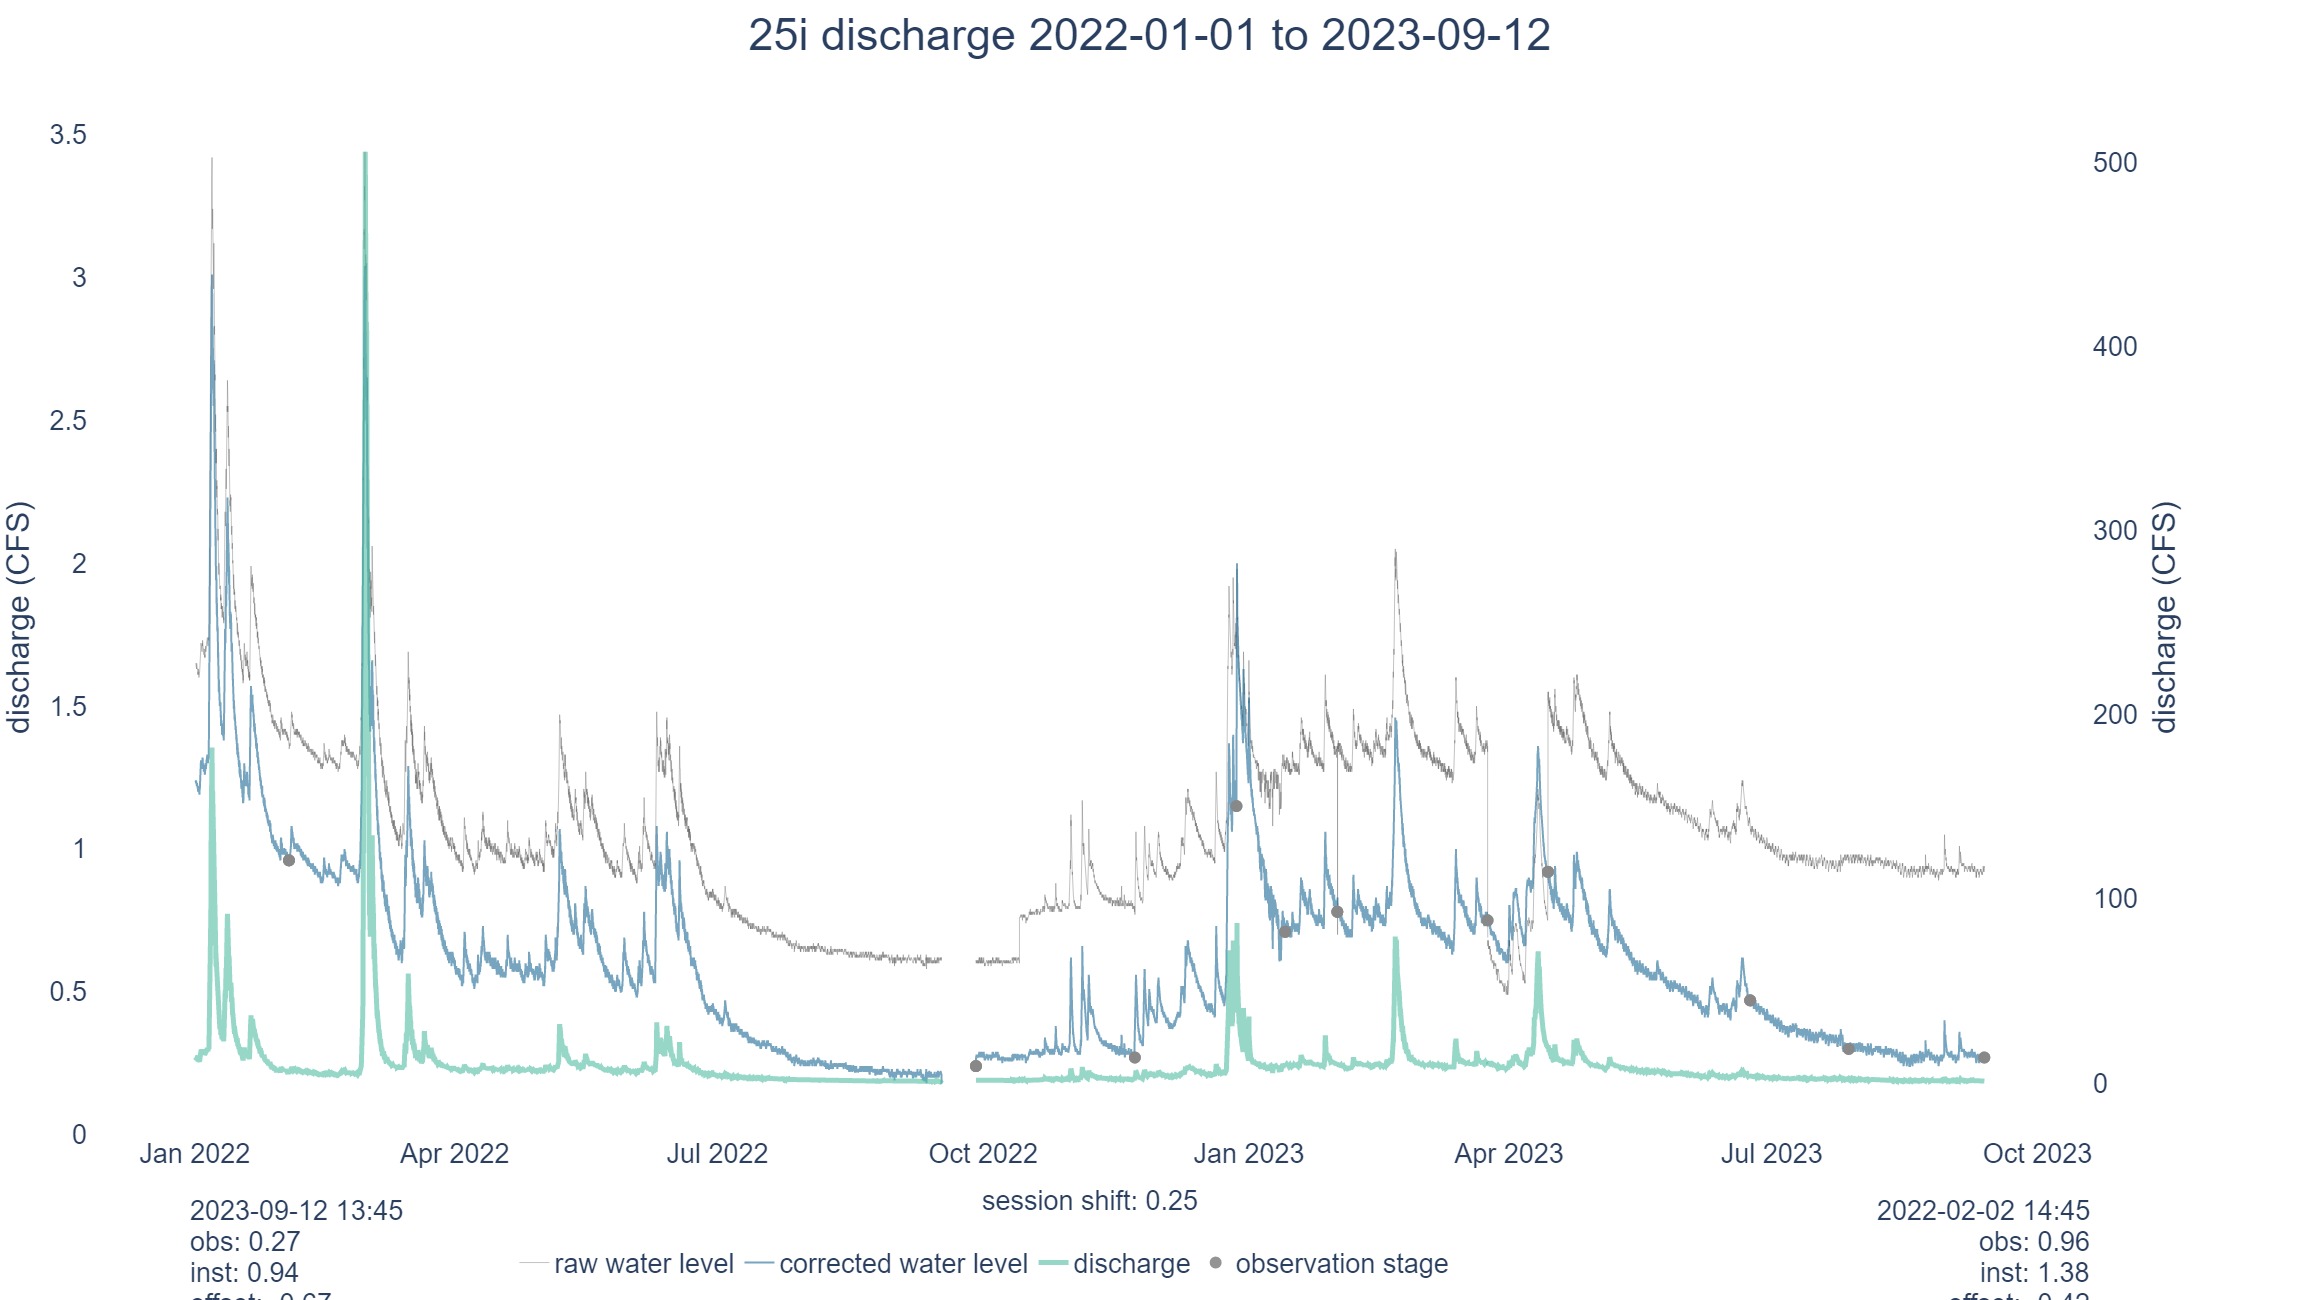 25i discharge 2022-01-01 to 2023-09-12
3.5
3
2.5
2
1.5
1
0.5
0
discharge (CFS)
500
400
300
200
100
0
discharge (CFS)
Jan 2022 Apr 2022 Jul 2022 Oct 2022 Jan 2023 Apr 2023 Jul 2023 Oct 2023
session shift: 0.25
2023-09-12 13:45
obs: 0.27
inst: 0.94
2022-02-02 14:45
obs: 0.96
inst: 1.38
raw water level corrected water level discharge observation stage